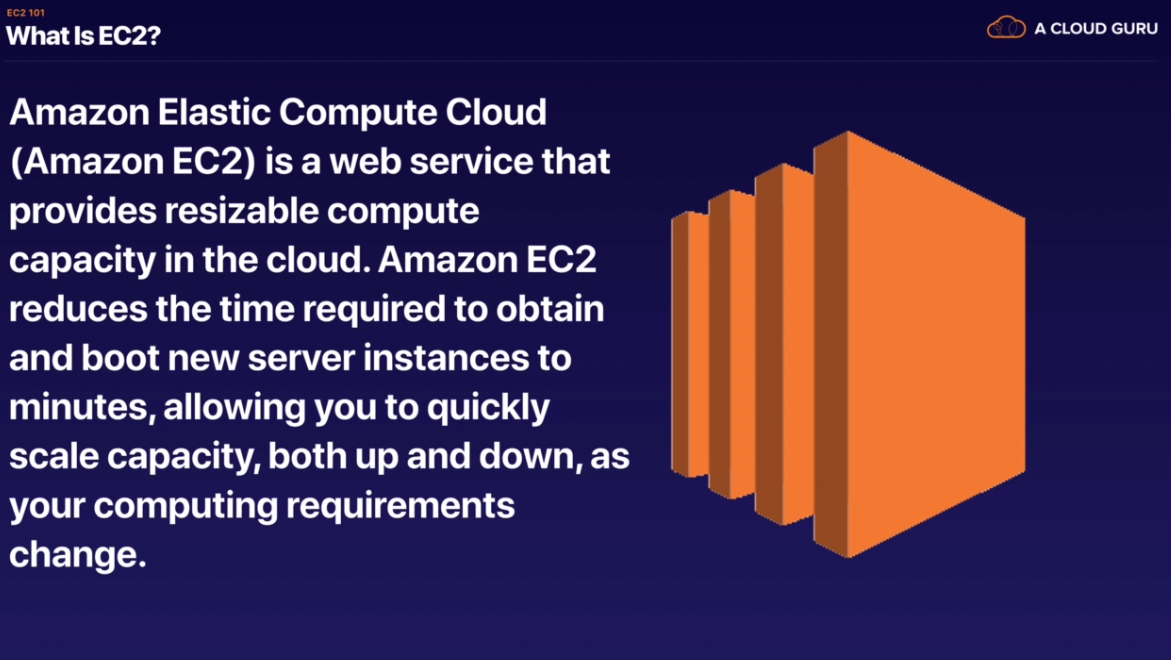 EC2 101
What Is EC2?
A CLOUD GURU
Amazon Elastic Compute Cloud
(Amazon EC2) is a web service that
provides resizable compute
capacity in the cloud. Amazon EC2
reduces the time required to obtain
and boot new server instances to
minutes, allowing you to quickly
scale capacity, both up and down, as
your computing requirements
change.